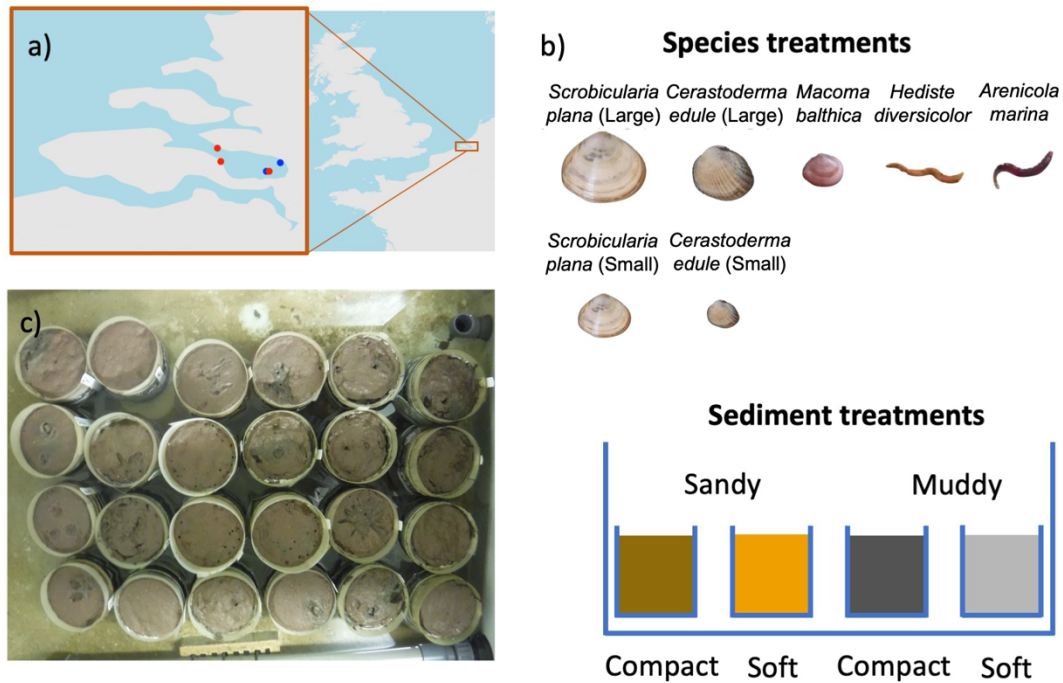 a)
b)
Species treatments
Scrobicularia plana (Large)
Cerastoderma edule (Large)
Macoma balthica
Hediste diversicolor
Arenicola marina
Scrobicularia plana (Small)
Cerastoderma edule (Small)
c)
Sediment treatments
Sandy Muddy
Compact Soft Compact Soft